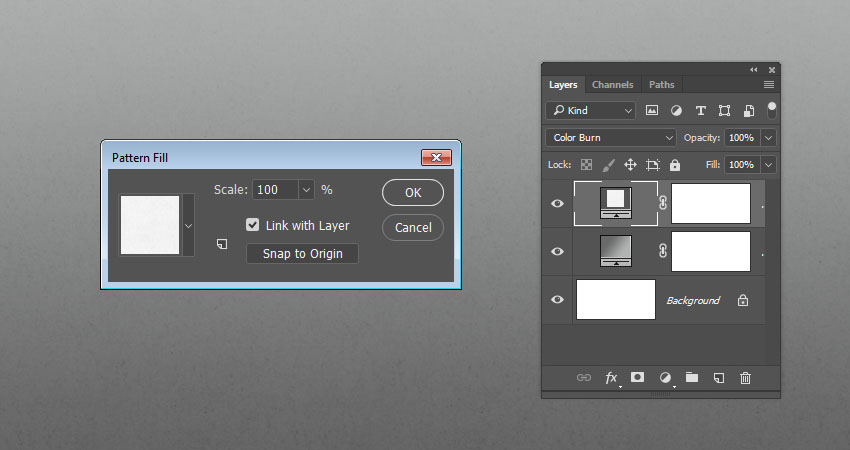 Pattern Fill
Scale: 100 %
OK
Link with Layer
Cancel
Snap to Origin
Layers Channels Paths
Kind
Color Burn Opacity: 100%
Lock: Fill: 100%
Background
fx